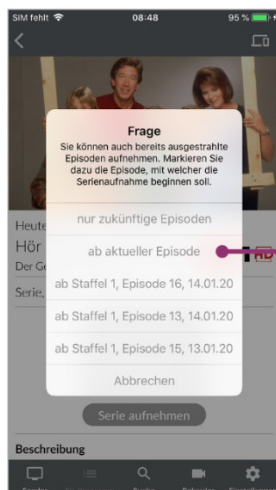 SIM fehlt 08:48 95 %
Frage
Sie können auch bereits ausgestrahlte
Episoden aufnehmen. Markieren Sie
dazu die Episode, mit welcher die
Serienaufnahme beginnen soll.
nur zukünftige Episoden
Heute
Hör
ab aktueller Episode
HD
Der Ge
ab Staffel 1, Episode 16, 14.01.20
Serie,
ab Staffel 1, Episode 13, 14.01.20
ab Staffel 1, Episode 15, 13.01.20
Abbrechen
Serie aufnehmen
Beschreibung